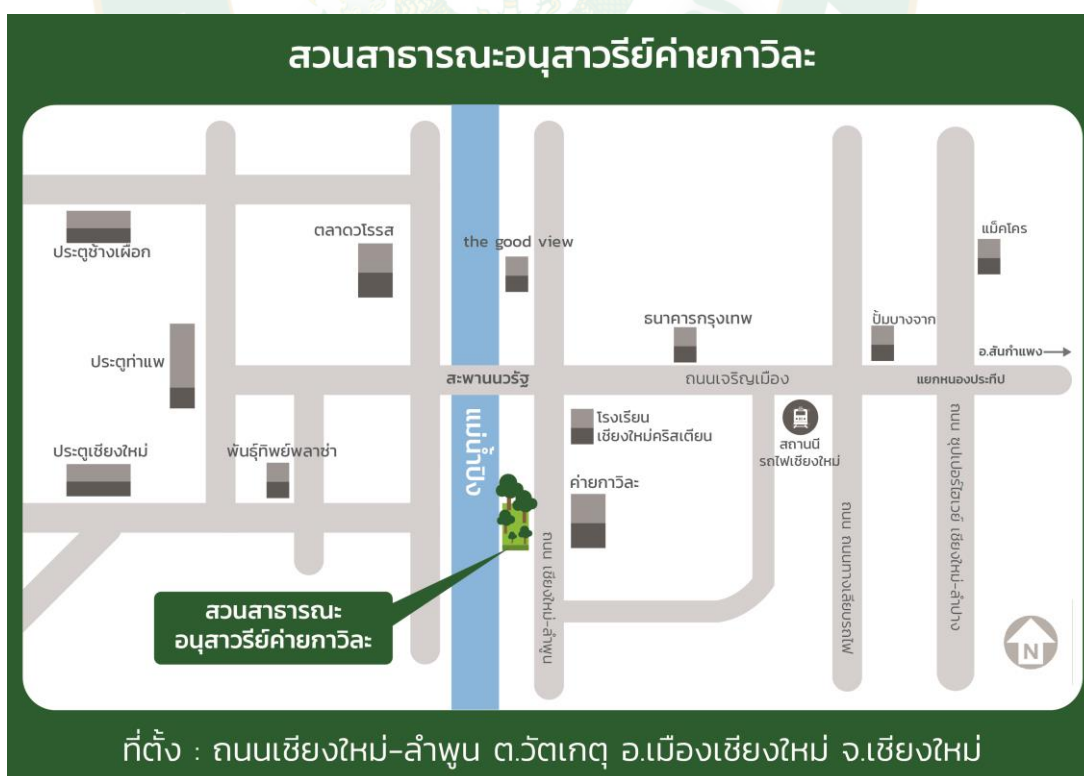 สวนสาธารณะอนุสาวรีย์ค่ายกาวิละ
ประตูช้างเผือก
ตลาดวโรรส
the good view
แม็คโคร
ธนาคารกรุงเทพ
ปั้มบางจาก
อ.สันกำแพง
ประตูท่าแพ
สะพานนวรัฐ
ถนนเจริญเมือง
แยกหนองประทีป
โรงเรียน
เชียงใหม่คริสเตียน
สถานนี
รถไฟเชียงใหม่
ประตูเชียงใหม่
พันธุ์ทิพย์พลาซ่า
แม่น้ำปิง
ค่ายกาวิละ
ถนน เชียงใหม่-ลำพูน
ถนน ถนนทางเลียบรถไฟ
ถนน ซุปเปอร์ไฮเวย์ เชียงใหม่-ลำปาง
สวนสาธารณะ
อนุสาวรีย์ค่ายกาวิละ
N
ที่ตั้ง : ถนนเชียงใหม่-ลำพูน ต.วัดเกตุ อ.เมืองเชียงใหม่ จ.เชียงใหม่